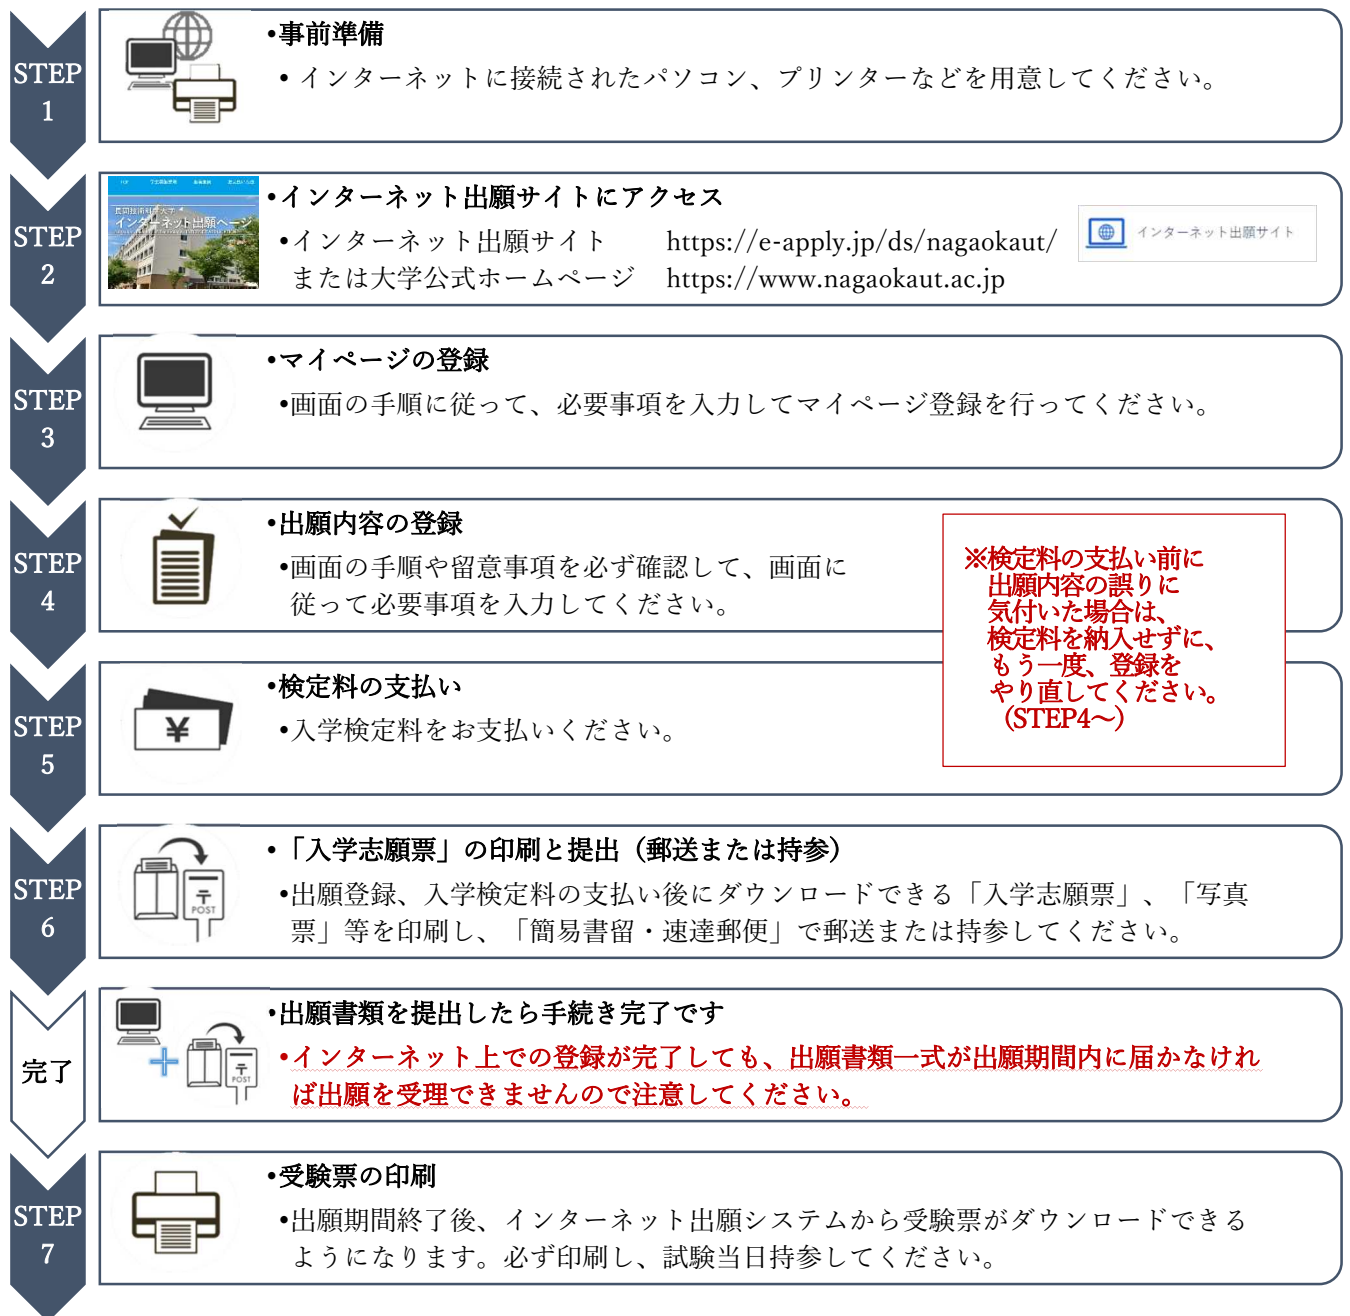 STEP
1
•事前準備
•インターネットに接続されたパソコン、プリンターなどを用意してください。
STEP
2
長岡技術科学大学
インターネット出願ページ
•インターネット出願サイトにアクセス
•インターネット出願サイト https://e-apply.jp/ds/nagaokaut/
または大学公式ホームページ https://www.nagaokaut.ac.jp
インターネット出願サイト
STEP
3
•マイページの登録
•画面の手順に従って、必要事項を入力してマイページ登録を行ってください。
STEP
4
•出願内容の登録
•画面の手順や留意事項を必ず確認して、画面に
従って必要事項を入力してください。
※検定料の支払い前に
出願内容の誤りに
気付いた場合は、
検定料を納入せずに、
もう一度、登録を
やり直してください。
（STEP4～）
STEP
5
¥
•検定料の支払い
•入学検定料をお支払いください。
STEP
6
〒
POST
•「入学志願票」の印刷と提出（郵送または持参）
•出願登録、入学検定料の支払い後にダウンロードできる「入学志願票」、「写真
票」等を印刷し、「簡易書留・速達郵便」で郵送または持参してください。
完了
〒
POST
•出願書類を提出したら手続き完了です
•インターネット上での登録が完了しても、出願書類一式が出願期間内に届かなけれ
ば出願を受理できませんので注意してください。
STEP
7
•受験票の印刷
•出願期間終了後、インターネット出願システムから受験票がダウンロードできる
ようになります。必ず印刷し、試験当日持参してください。